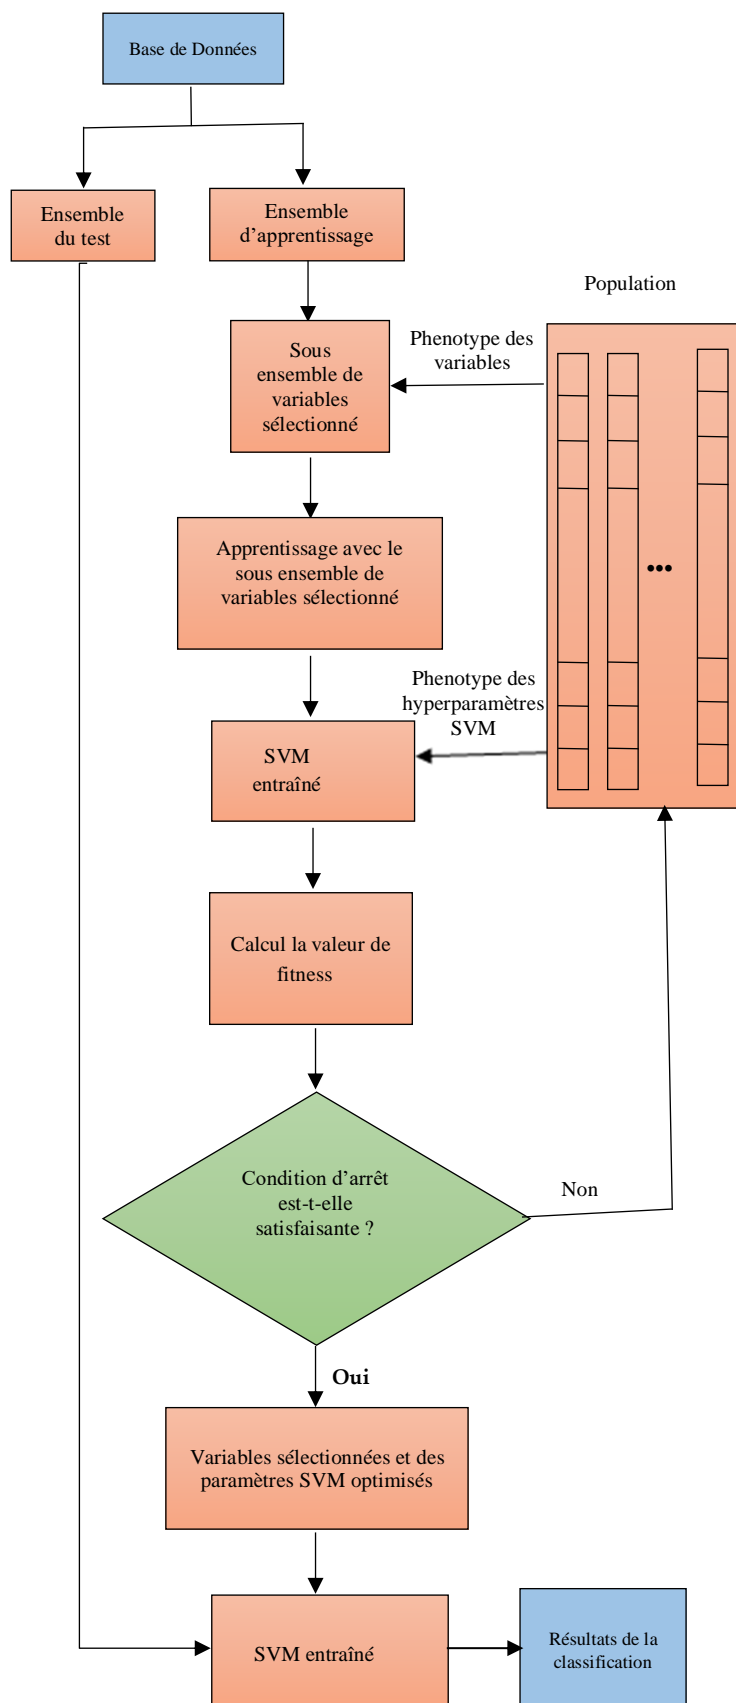 Base de Données
Ensemble
du test
Ensemble
d'apprentissage
Population
Sous
ensemble de
variables
sélectionné
Phenotype des
variables
Apprentissage avec le
sous ensemble de
variables sélectionné
•••
Phenotype des
hyperparamètres
SVM
SVM
entraîné
Calcul la valeur de
fitness
Condition d'arrêt
est-t-elle
satisfaisante ?
Non
Oui
Variables sélectionnées et des
paramètres SVM optimisés
SVM entraîné
Résultats de la
classification